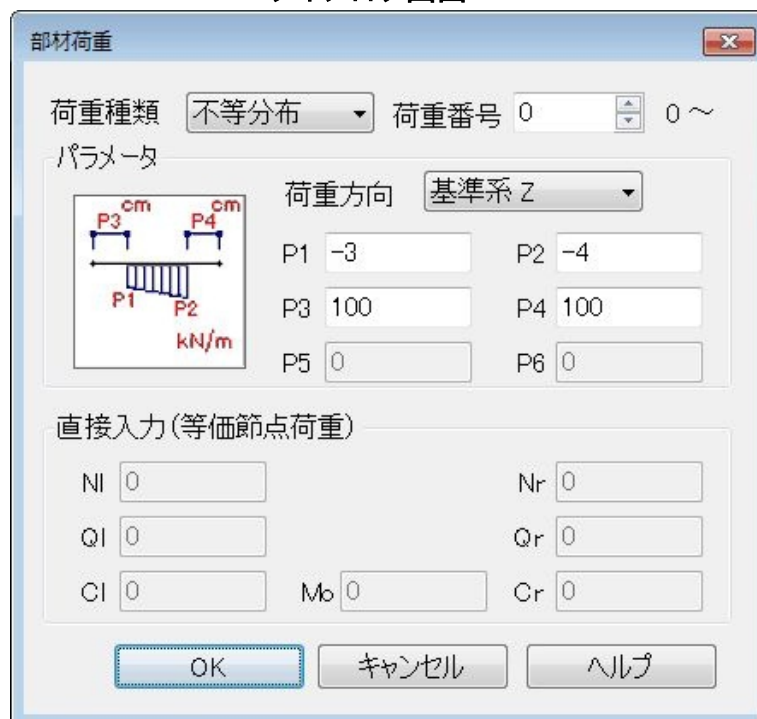 部材荷重
荷重種類 不等分布 荷重番号 0 0～
パラメータ
荷重方向 基準系 Z
cm cm
P3 P4
P1 P2
kN/m
P1 -3 P2 -4
P3 100 P4 100
P5 0 P6 0
直接入力(等価節点荷重)
Nl 0 Nr 0
Ql 0 Qr 0
Cl 0 Mo 0 Cr 0
OK キャンセル ヘルプ